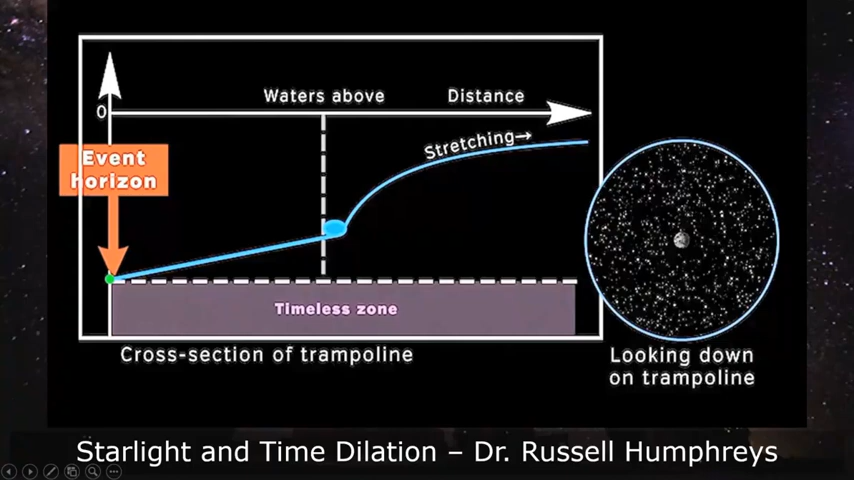 Waters above
Distance
0
Stretching→
Event
horizon
Timeless zone
Cross-section of trampoline
Looking down
on trampoline
Starlight and Time Dilation – Dr. Russell Humphreys